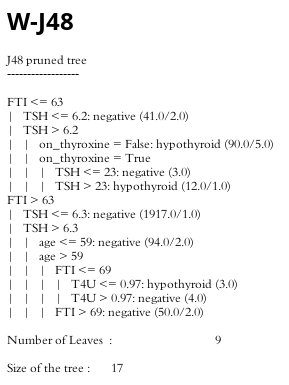 W-J48
J48 pruned tree
------------------
FTI <= 63
|   TSH <= 6.2: negative (41.0/2.0)
|   TSH > 6.2
|   |   on_thyroxine = False: hypothyroid (90.0/5.0)
|   |   on_thyroxine = True
|   |   |   TSH <= 23: negative (3.0)
|   |   |   TSH > 23: hypothyroid (12.0/1.0)
FTI > 63
|   TSH <= 6.3: negative (1917.0/1.0)
|   TSH > 6.3
|   |   age <= 59: negative (94.0/2.0)
|   |   age > 59
|   |   |   FTI <= 69
|   |   |   |   T4U <= 0.97: hypothyroid (3.0)
|   |   |   |   T4U > 0.97: negative (4.0)
|   |   |   FTI > 69: negative (50.0/2.0)
Number of Leaves  : 9
Size of the tree : 17